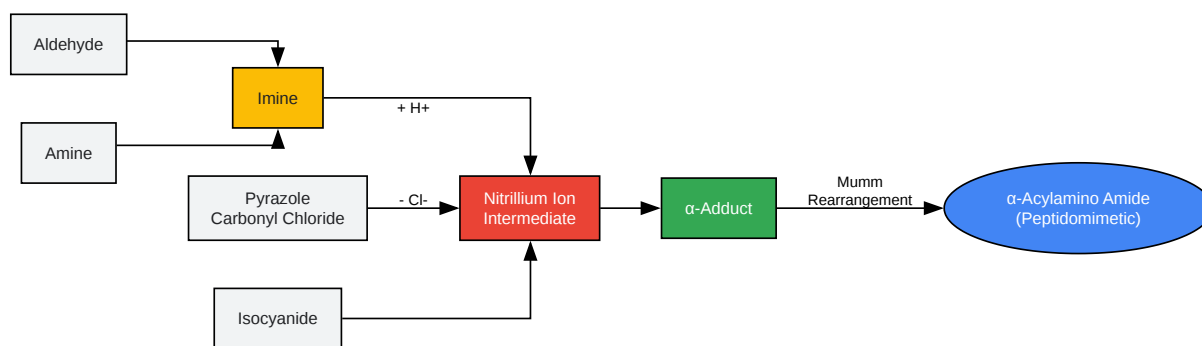 Aldehyde
Imine
+ H+
Amine
Pyrazole
Carbonyl Chloride
- Cl-
Nitrillium Ion
Intermediate
α-Adduct
Mumm
Rearrangement
α-Acylamino Amide
(Peptidomimetic)
Isocyanide